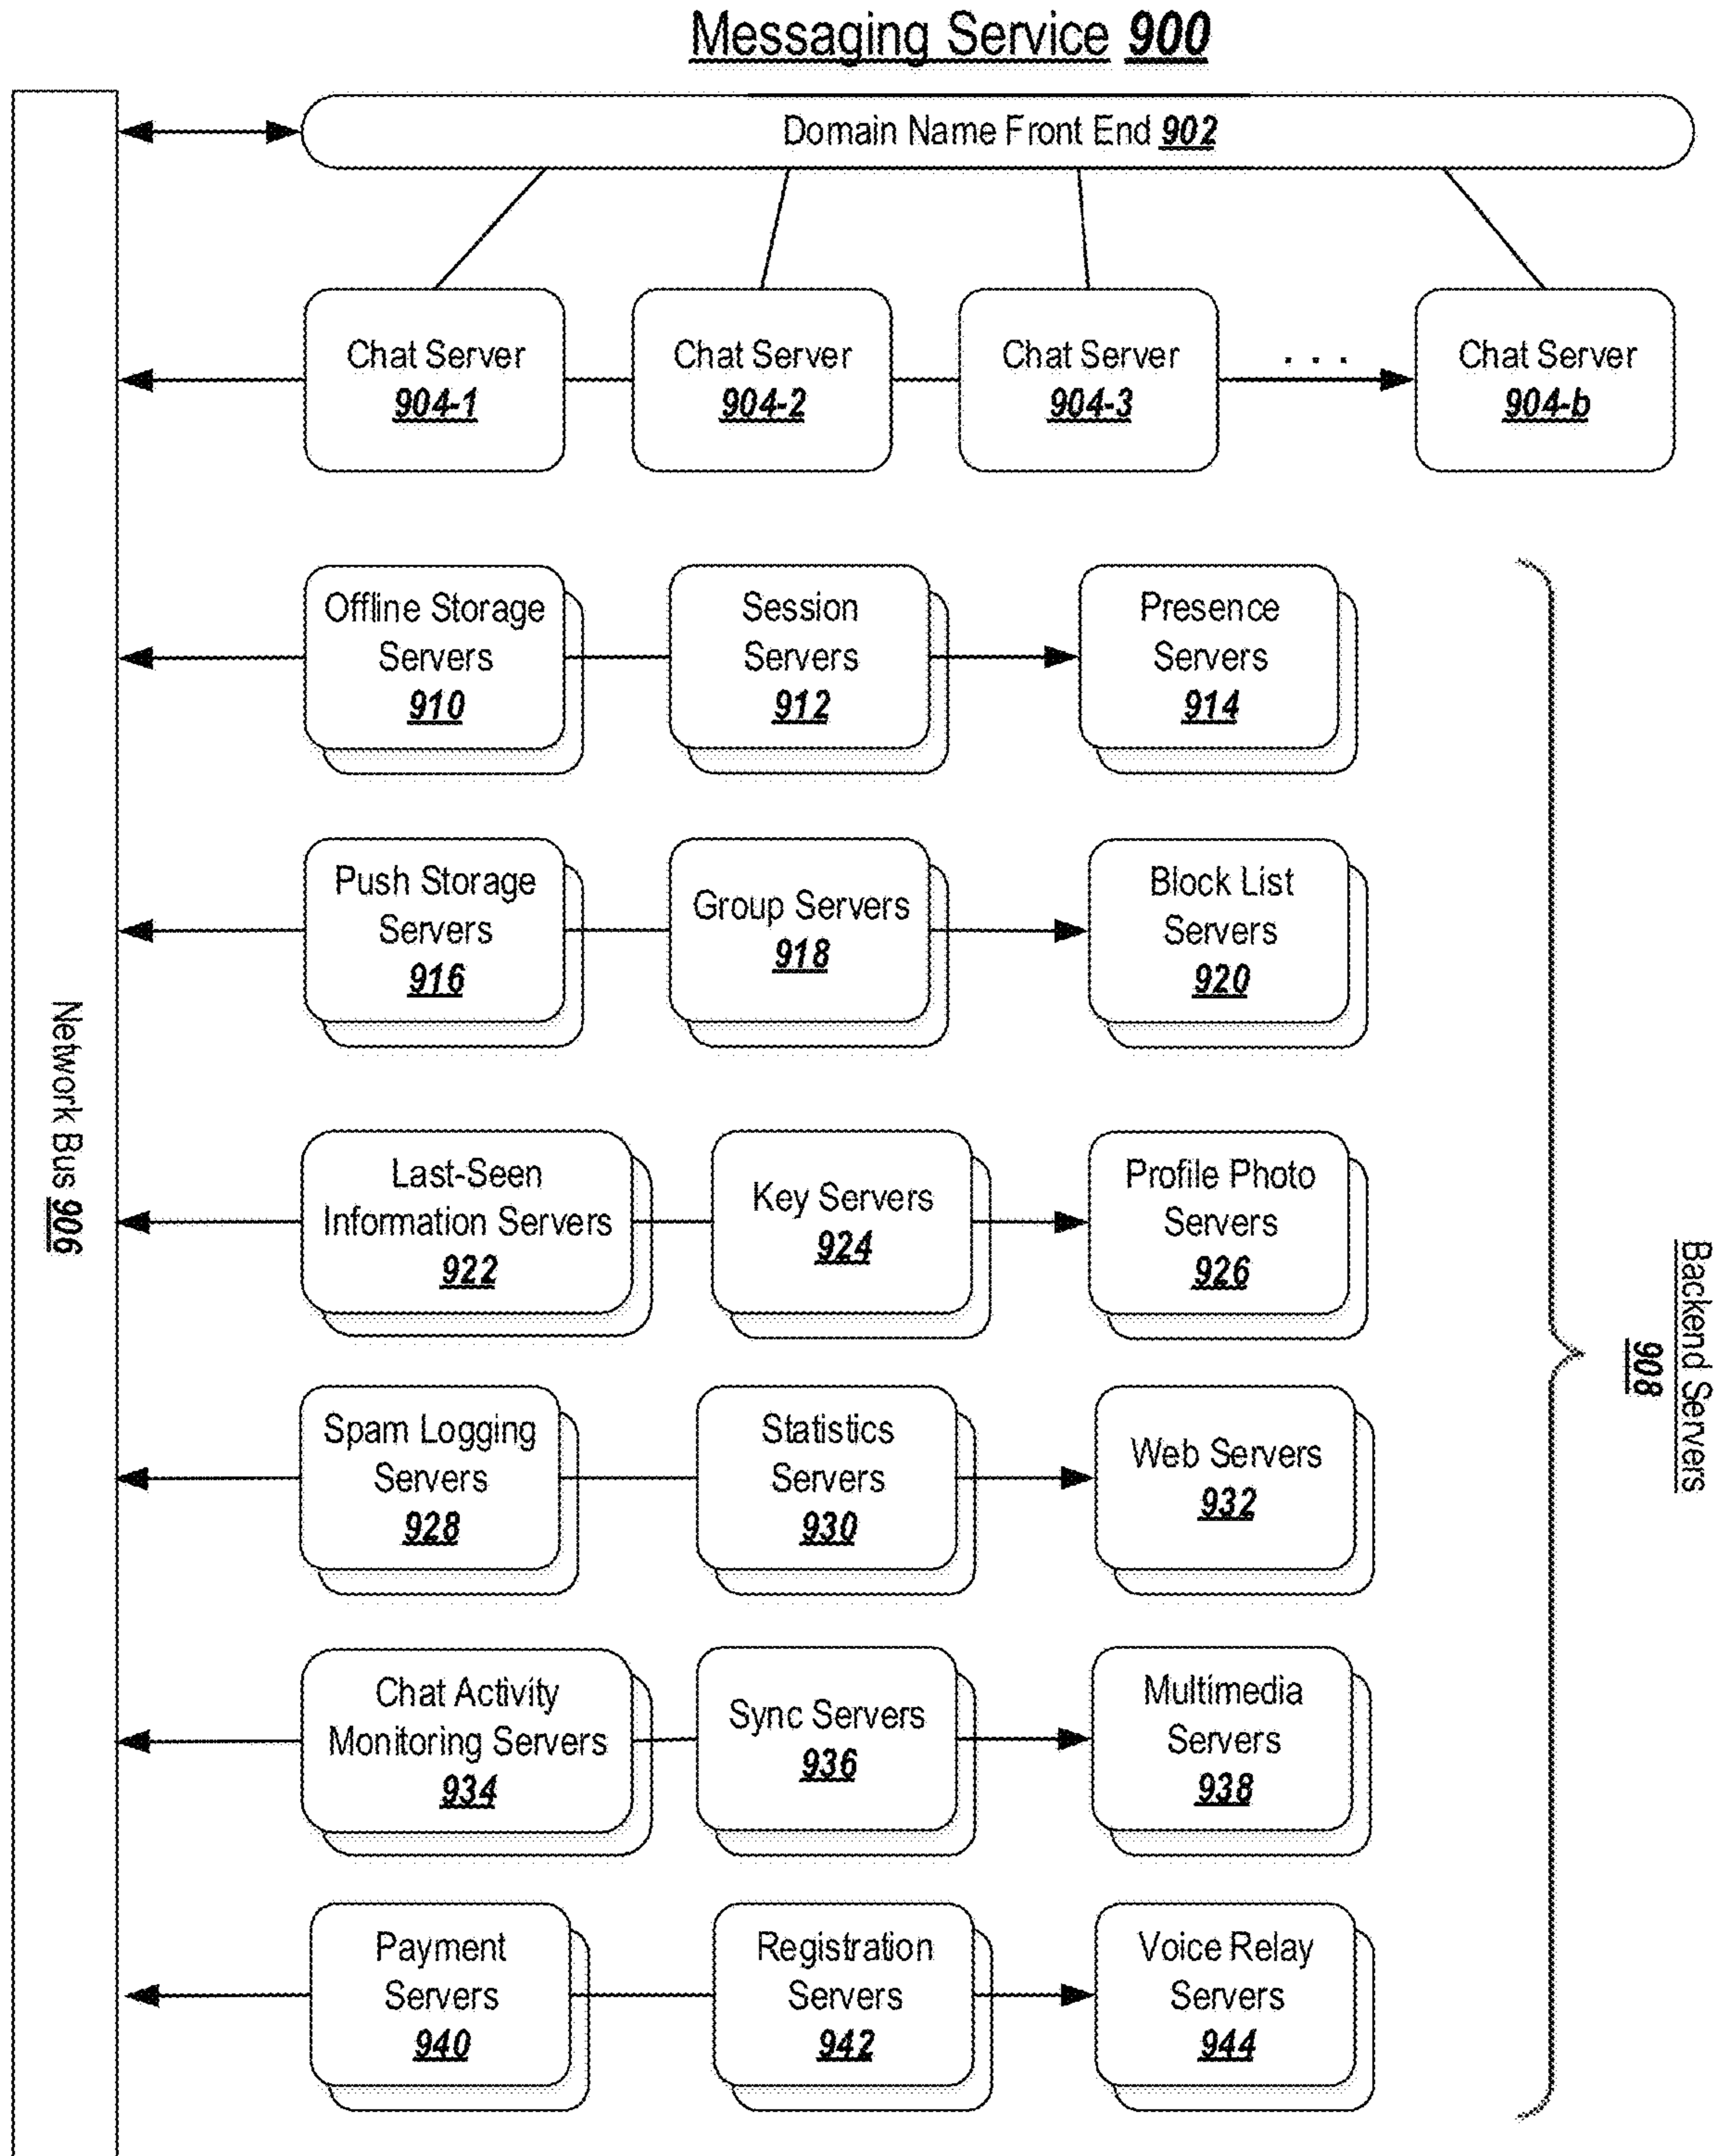 Messaging Service 900
Domain Name Front End 902
Chat Server
904-1
Chat Server
904-2
Chat Server
904-3
. . .
Chat Server
904-b
Offline Storage
Servers
910
Session
Servers
912
Presence
Servers
914
Push Storage
Servers
916
Group Servers
918
Block List
Servers
920
Network Bus 906
Last-Seen
Information Servers
922
Key Servers
924
Profile Photo
Servers
926
Backend Servers
908
Spam Logging
Servers
928
Statistics
Servers
930
Web Servers
932
Chat Activity
Monitoring Servers
934
Sync Servers
936
Multimedia
Servers
938
Payment
Servers
940
Registration
Servers
942
Voice Relay
Servers
944